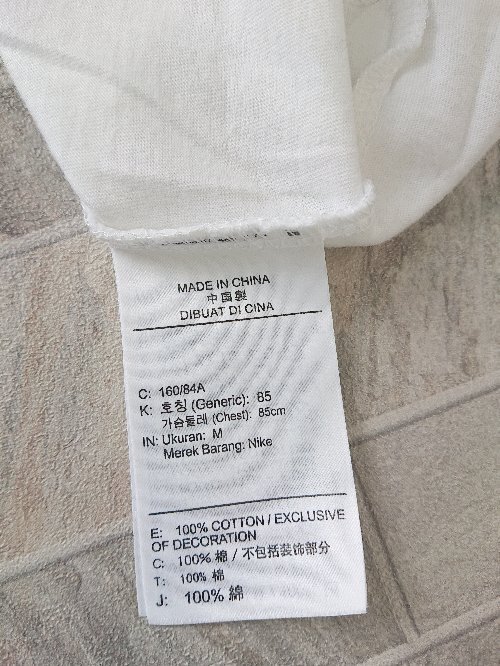 MADE IN CHINA
中国製
DIBUAT DI CINA
C: 160/84A
K: 호칭 (Generic): 85
가슴둘레 (Chest): 85cm
IN: Ukuran: M
Merek Barang: Nike
E: 100% COTTON / EXCLUSIVE
OF DECORATION
C: 100% 棉 / 不包括装饰部分
T: 100% 棉
J: 100% 綿